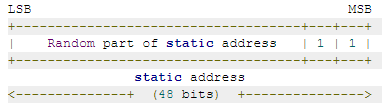 LSB MSB
+--------------------------------+---+---+
| Random part of static address | 1 | 1 |
+--------------------------------+---+---+
static address
<--------------+ (48 bits) +-------------->